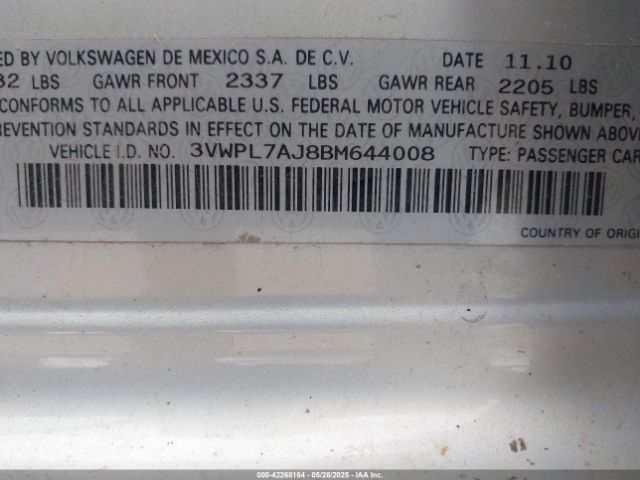 ED BY VOLKSWAGEN DE MEXICO S.A. DE C.V. DATE 11.10
32 LBS GAWR FRONT 2337 LBS GAWR REAR 2205 LBS
CONFORMS TO ALL APPLICABLE U.S. FEDERAL MOTOR VEHICLE SAFETY, BUMPER,
REVENTION STANDARDS IN EFFECT ON THE DATE OF MANUFACTURE SHOWN ABOVE
VEHICLE I.D. NO. 3VWPL7AJ8BM644008 TYPE: PASSENGER CAR
COUNTRY OF ORIGI
000-42268164 - 05/28/2025 - IAA Corp.